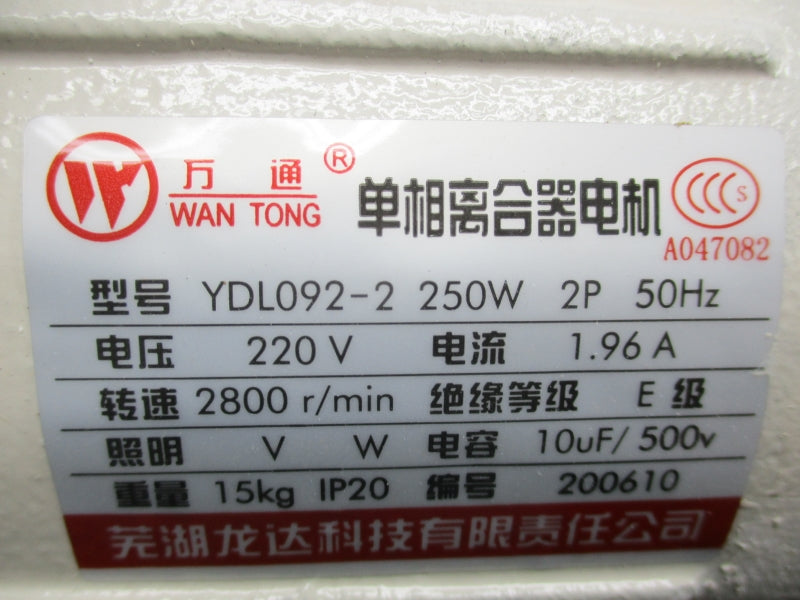 万通® 单相离合器电机 CCC S
WAN TONG A047082
型号 YDL092-2 250W 2P 50Hz
电压 220 V 电流 1.96 A
转速 2800 r/min 绝缘等级 E 级
照明 V W 电容 10uF/500v
重量 15kg IP20 编号 200610
芜湖龙达科技有限责任公司